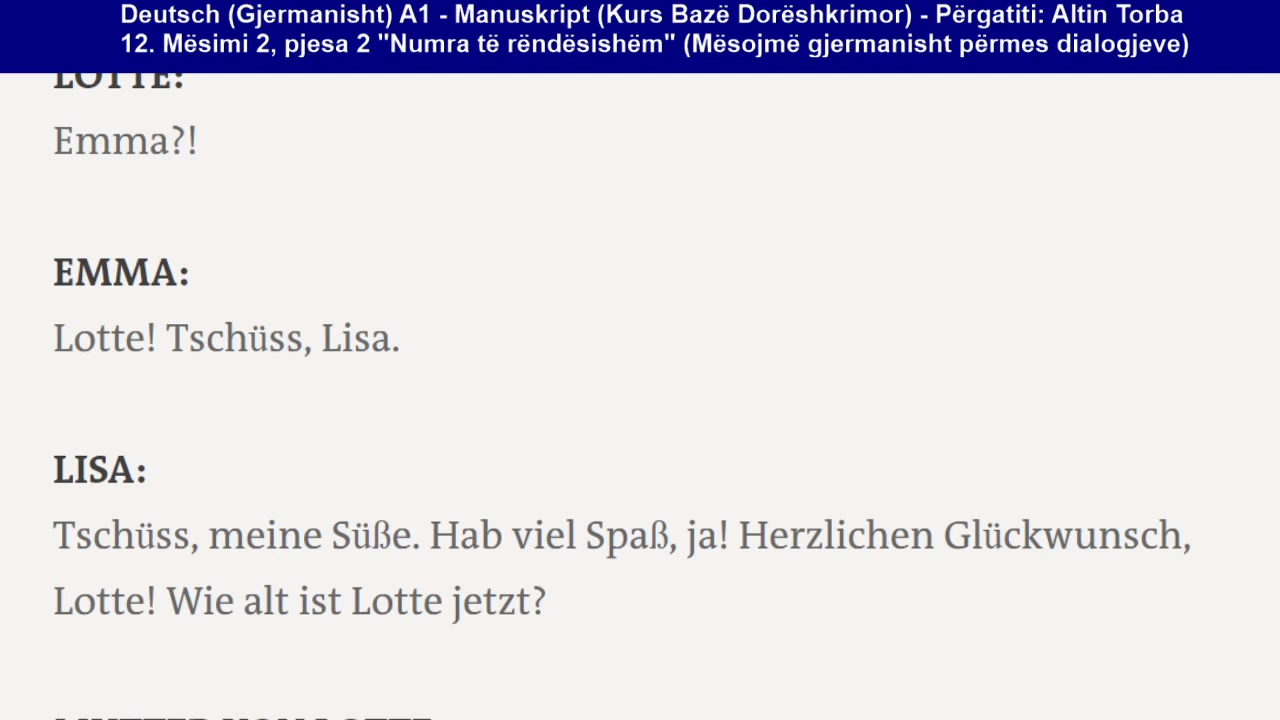 Deutsch (Gjermanisht) A1 - Manuskript (Kurs Bazë Dorëshkrimor) - Përgatiti: Altin Torba
12. Mësimi 2, pjesa 2 "Numra të rëndësishëm" (Mësojmë gjermanisht përmes dialogjeve)
LOTTE:
Emma?!
EMMA:
Lotte! Tschüss, Lisa.
LISA:
Tschüss, meine Süße. Hab viel Spaß, ja! Herzlichen Glückwunsch,
Lotte! Wie alt ist Lotte jetzt?